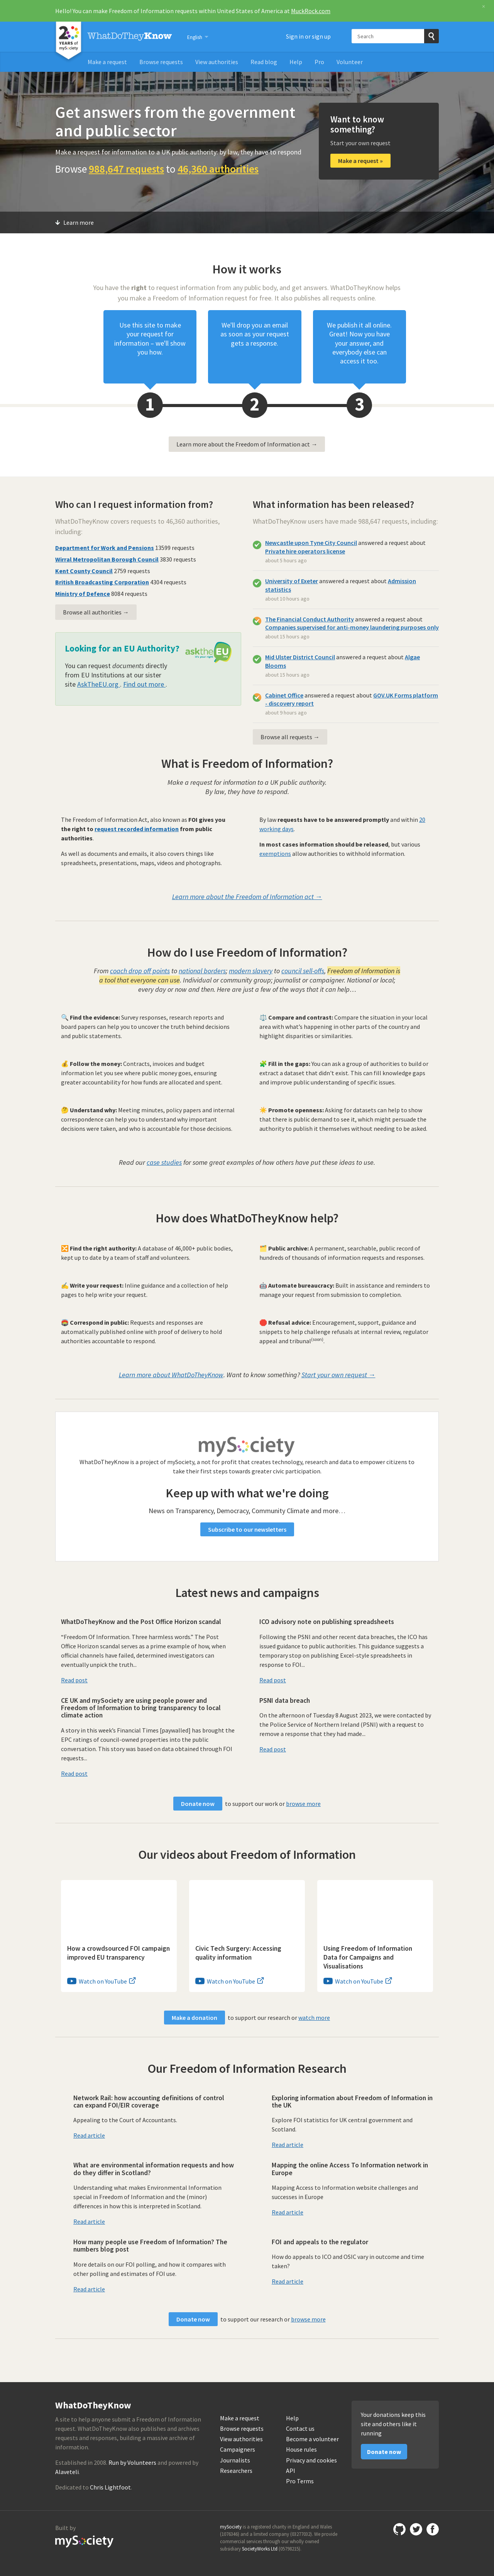 Hello! You can make Freedom of Information requests within United States of America at MuckRock.com
×
20 YEARS of my soc. ety
WhatDoTheyKnow
English
Sign in or sign up
Search
Make a request
Browse requests
View authorities
Read blog
Help
Pro
Volunteer
Get answers from the government
and public sector
Make a request for information to a UK public authority: by law, they have to respond
Browse 988,647 requests to 46,360 authorities
Want to know
something?
Start your own request
Make a request »
Learn more
How it works
You have the right to request information from any public body, and get answers. WhatDoTheyKnow helps
you make a Freedom of Information request for free. It also publishes all requests online.
Use this site to make
your request for
information – we'll show
you how.
We'll drop you an email
as soon as your request
gets a response.
We publish it all online.
Great! Now you have
your answer, and
everybody else can
access it too.
1
2
3
Learn more about the Freedom of Information act →
Who can I request information from?
WhatDoTheyKnow covers requests to 46,360 authorities,
including:
Department for Work and Pensions 13599 requests
Wirral Metropolitan Borough Council 3830 requests
Kent County Council 2759 requests
British Broadcasting Corporation 4304 requests
Ministry of Defence 8084 requests
Browse all authorities →
Looking for an EU Authority?
You can request documents directly
from EU Institutions at our sister
site AskTheEU.org . Find out more .
asktheEU
What information has been released?
WhatDoTheyKnow users have made 988,647 requests, including:
Newcastle upon Tyne City Council answered a request about
Private hire operators license
about 5 hours ago
University of Exeter answered a request about Admission
statistics
about 10 hours ago
The Financial Conduct Authority answered a request about
Companies supervised for anti-money laundering purposes only
about 15 hours ago
Mid Ulster District Council answered a request about Algae
Blooms
about 15 hours ago
Cabinet Office answered a request about GOV.UK Forms platform
- discovery report
about 9 hours ago
Browse all requests →
What is Freedom of Information?
Make a request for information to a UK public authority.
By law, they have to respond.
The Freedom of Information Act, also known as FOI gives you
the right to request recorded information from public
authorities.
As well as documents and emails, it also covers things like
spreadsheets, presentations, maps, videos and photographs.
By law requests have to be answered promptly and within 20
working days.
In most cases information should be released, but various
exemptions allow authorities to withhold information.
Learn more about the Freedom of Information act →
How do I use Freedom of Information?
From coach drop off points to national borders; modern slavery to council sell-offs, Freedom of Information is
a tool that everyone can use. Individual or community group; journalist or campaigner. National or local;
every day or now and then. Here are just a few of the ways that it can help…
🔍 Find the evidence: Survey responses, research reports and
board papers can help you to uncover the truth behind decisions
and public statements.
⚖️ Compare and contrast: Compare the situation in your local
area with what's happening in other parts of the country and
highlight disparities or similarities.
💰 Follow the money: Contracts, invoices and budget
information let you see where public money goes, ensuring
greater accountability for how funds are allocated and spent.
🧩 Fill in the gaps: You can ask a group of authorities to build or
extract a dataset that didn't exist. This can fill knowledge gaps
and improve public understanding of specific issues.
🤔 Understand why: Meeting minutes, policy papers and internal
correspondence can help you to understand why important
decisions were taken, and who is accountable for those decisions.
☀️ Promote openness: Asking for datasets can help to show
that there is public demand to see it, which might persuade the
authority to publish it themselves without needing to be asked.
Read our case studies for some great examples of how others have put these ideas to use.
How does WhatDoTheyKnow help?
🔀 Find the right authority: A database of 46,000+ public bodies,
kept up to date by a team of staff and volunteers.
🗂️ Public archive: A permanent, searchable, public record of
hundreds of thousands of information requests and responses.
✍️ Write your request: Inline guidance and a collection of help
pages to help write your request.
🤖 Automate bureaucracy: Built in assistance and reminders to
manage your request from submission to completion.
📯 Correspond in public: Requests and responses are
automatically published online with proof of delivery to hold
authorities accountable to respond.
🛑 Refusal advice: Encouragement, support, guidance and
snippets to help challenge refusals at internal review, regulator
appeal and tribunal[soon!].
Learn more about WhatDoTheyKnow. Want to know something? Start your own request →
mySociety
WhatDoTheyKnow is a project of mySociety, a not for profit that creates technology, research and data to empower citizens to
take their first steps towards greater civic participation.
Keep up with what we're doing
News on Transparency, Democracy, Community Climate and more…
Subscribe to our newsletters
Latest news and campaigns
WhatDoTheyKnow and the Post Office Horizon scandal
“Freedom Of Information. Three harmless words.” The Post
Office Horizon scandal serves as a prime example of how, when
official channels have failed, determined investigators can
eventually unpick the truth...
Read post
ICO advisory note on publishing spreadsheets
Following the PSNI and other recent data breaches, the ICO has
issued guidance to public authorities. This guidance suggests a
temporary stop on publishing Excel-style spreadsheets in
response to FOI...
Read post
CE UK and mySociety are using people power and
Freedom of Information to bring transparency to local
climate action
A story in this week’s Financial Times [paywalled] has brought the
EPC ratings of council-owned properties into the public
conversation. This story was based on data obtained through FOI
requests...
Read post
PSNI data breach
On the afternoon of Tuesday 8 August 2023, we were contacted by
the Police Service of Northern Ireland (PSNI) with a request to
remove a response that they had made...
Read post
Donate now to support our work or browse more
Our videos about Freedom of Information
How a crowdsourced FOI campaign
improved EU transparency
Watch on YouTube
Civic Tech Surgery: Accessing
quality information
Watch on YouTube
Using Freedom of Information
Data for Campaigns and
Visualisations
Watch on YouTube
Make a donation to support our research or watch more
Our Freedom of Information Research
Network Rail: how accounting definitions of control
can expand FOI/EIR coverage
Appealing to the Court of Accountants.
Read article
Exploring information about Freedom of Information in
the UK
Explore FOI statistics for UK central government and
Scotland.
Read article
What are environmental information requests and how
do they differ in Scotland?
Understanding what makes Environmental Information
special in Freedom of Information and the (minor)
differences in how this is interpreted in Scotland.
Read article
Mapping the online Access To Information network in
Europe
Mapping Access to Information website challenges and
successes in Europe
Read article
How many people use Freedom of Information? The
numbers blog post
More details on our FOI polling, and how it compares with
other polling and estimates of FOI use.
Read article
FOI and appeals to the regulator
How do appeals to ICO and OSIC vary in outcome and time
taken?
Read article
Donate now to support our research or browse more
WhatDoTheyKnow
A site to help anyone submit a Freedom of Information
request. WhatDoTheyKnow also publishes and archives
requests and responses, building a massive archive of
information.
Established in 2008. Run by Volunteers and powered by
Alaveteli.
Dedicated to Chris Lightfoot.
Make a request
Browse requests
View authorities
Campaigners
Journalists
Researchers
Help
Contact us
Become a volunteer
House rules
Privacy and cookies
API
Pro Terms
Your donations keep this
site and others like it
running
Donate now
Built by
mySociety
mySociety is a registered charity in England and Wales
(1076346) and a limited company (03277032). We provide
commercial services through our wholly owned
subsidiary SocietyWorks Ltd (05798215).